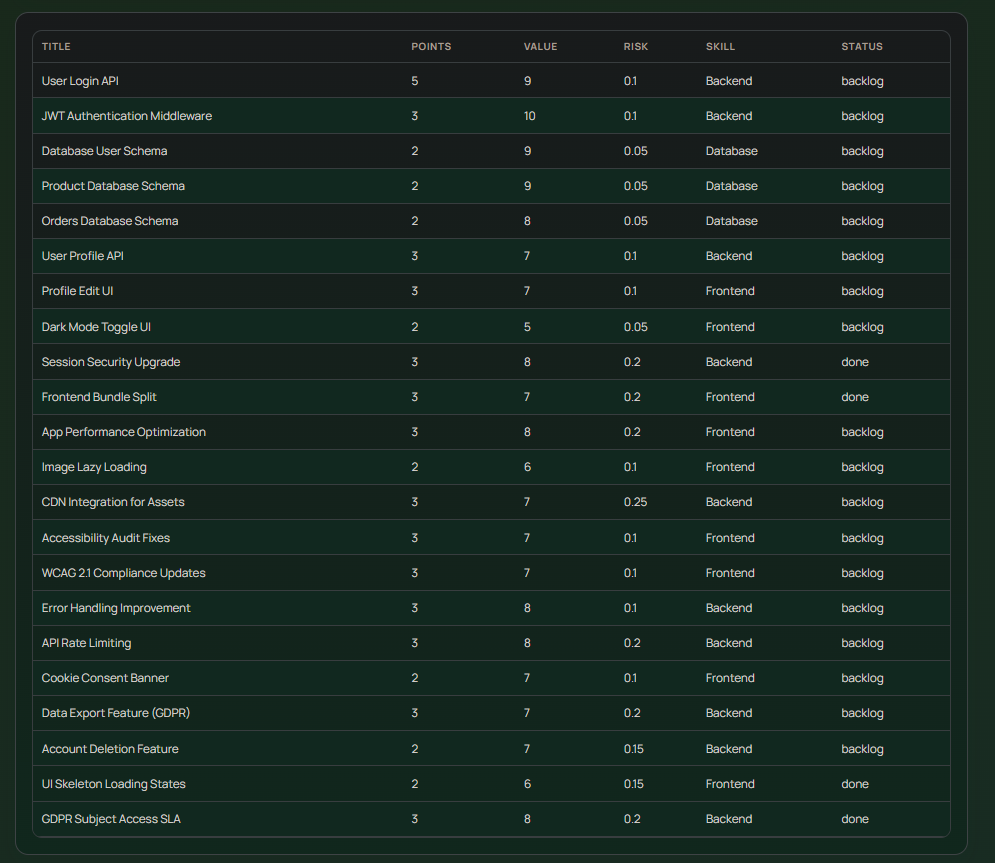 TITLE POINTS VALUE RISK SKILL STATUS
User Login API 5 9 0.1 Backend backlog
JWT Authentication Middleware 3 10 0.1 Backend backlog
Database User Schema 2 9 0.05 Database backlog
Product Database Schema 2 9 0.05 Database backlog
Orders Database Schema 2 8 0.05 Database backlog
User Profile API 3 7 0.1 Backend backlog
Profile Edit UI 3 7 0.1 Frontend backlog
Dark Mode Toggle UI 2 5 0.05 Frontend backlog
Session Security Upgrade 3 8 0.2 Backend done
Frontend Bundle Split 3 7 0.2 Frontend done
App Performance Optimization 3 8 0.2 Frontend backlog
Image Lazy Loading 2 6 0.1 Frontend backlog
CDN Integration for Assets 3 7 0.25 Backend backlog
Accessibility Audit Fixes 3 7 0.1 Frontend backlog
WCAG 2.1 Compliance Updates 3 7 0.1 Frontend backlog
Error Handling Improvement 3 8 0.1 Backend backlog
API Rate Limiting 3 8 0.2 Backend backlog
Cookie Consent Banner 2 7 0.1 Frontend backlog
Data Export Feature (GDPR) 3 7 0.2 Backend backlog
Account Deletion Feature 2 7 0.15 Backend backlog
UI Skeleton Loading States 2 6 0.15 Frontend done
GDPR Subject Access SLA 3 8 0.2 Backend done